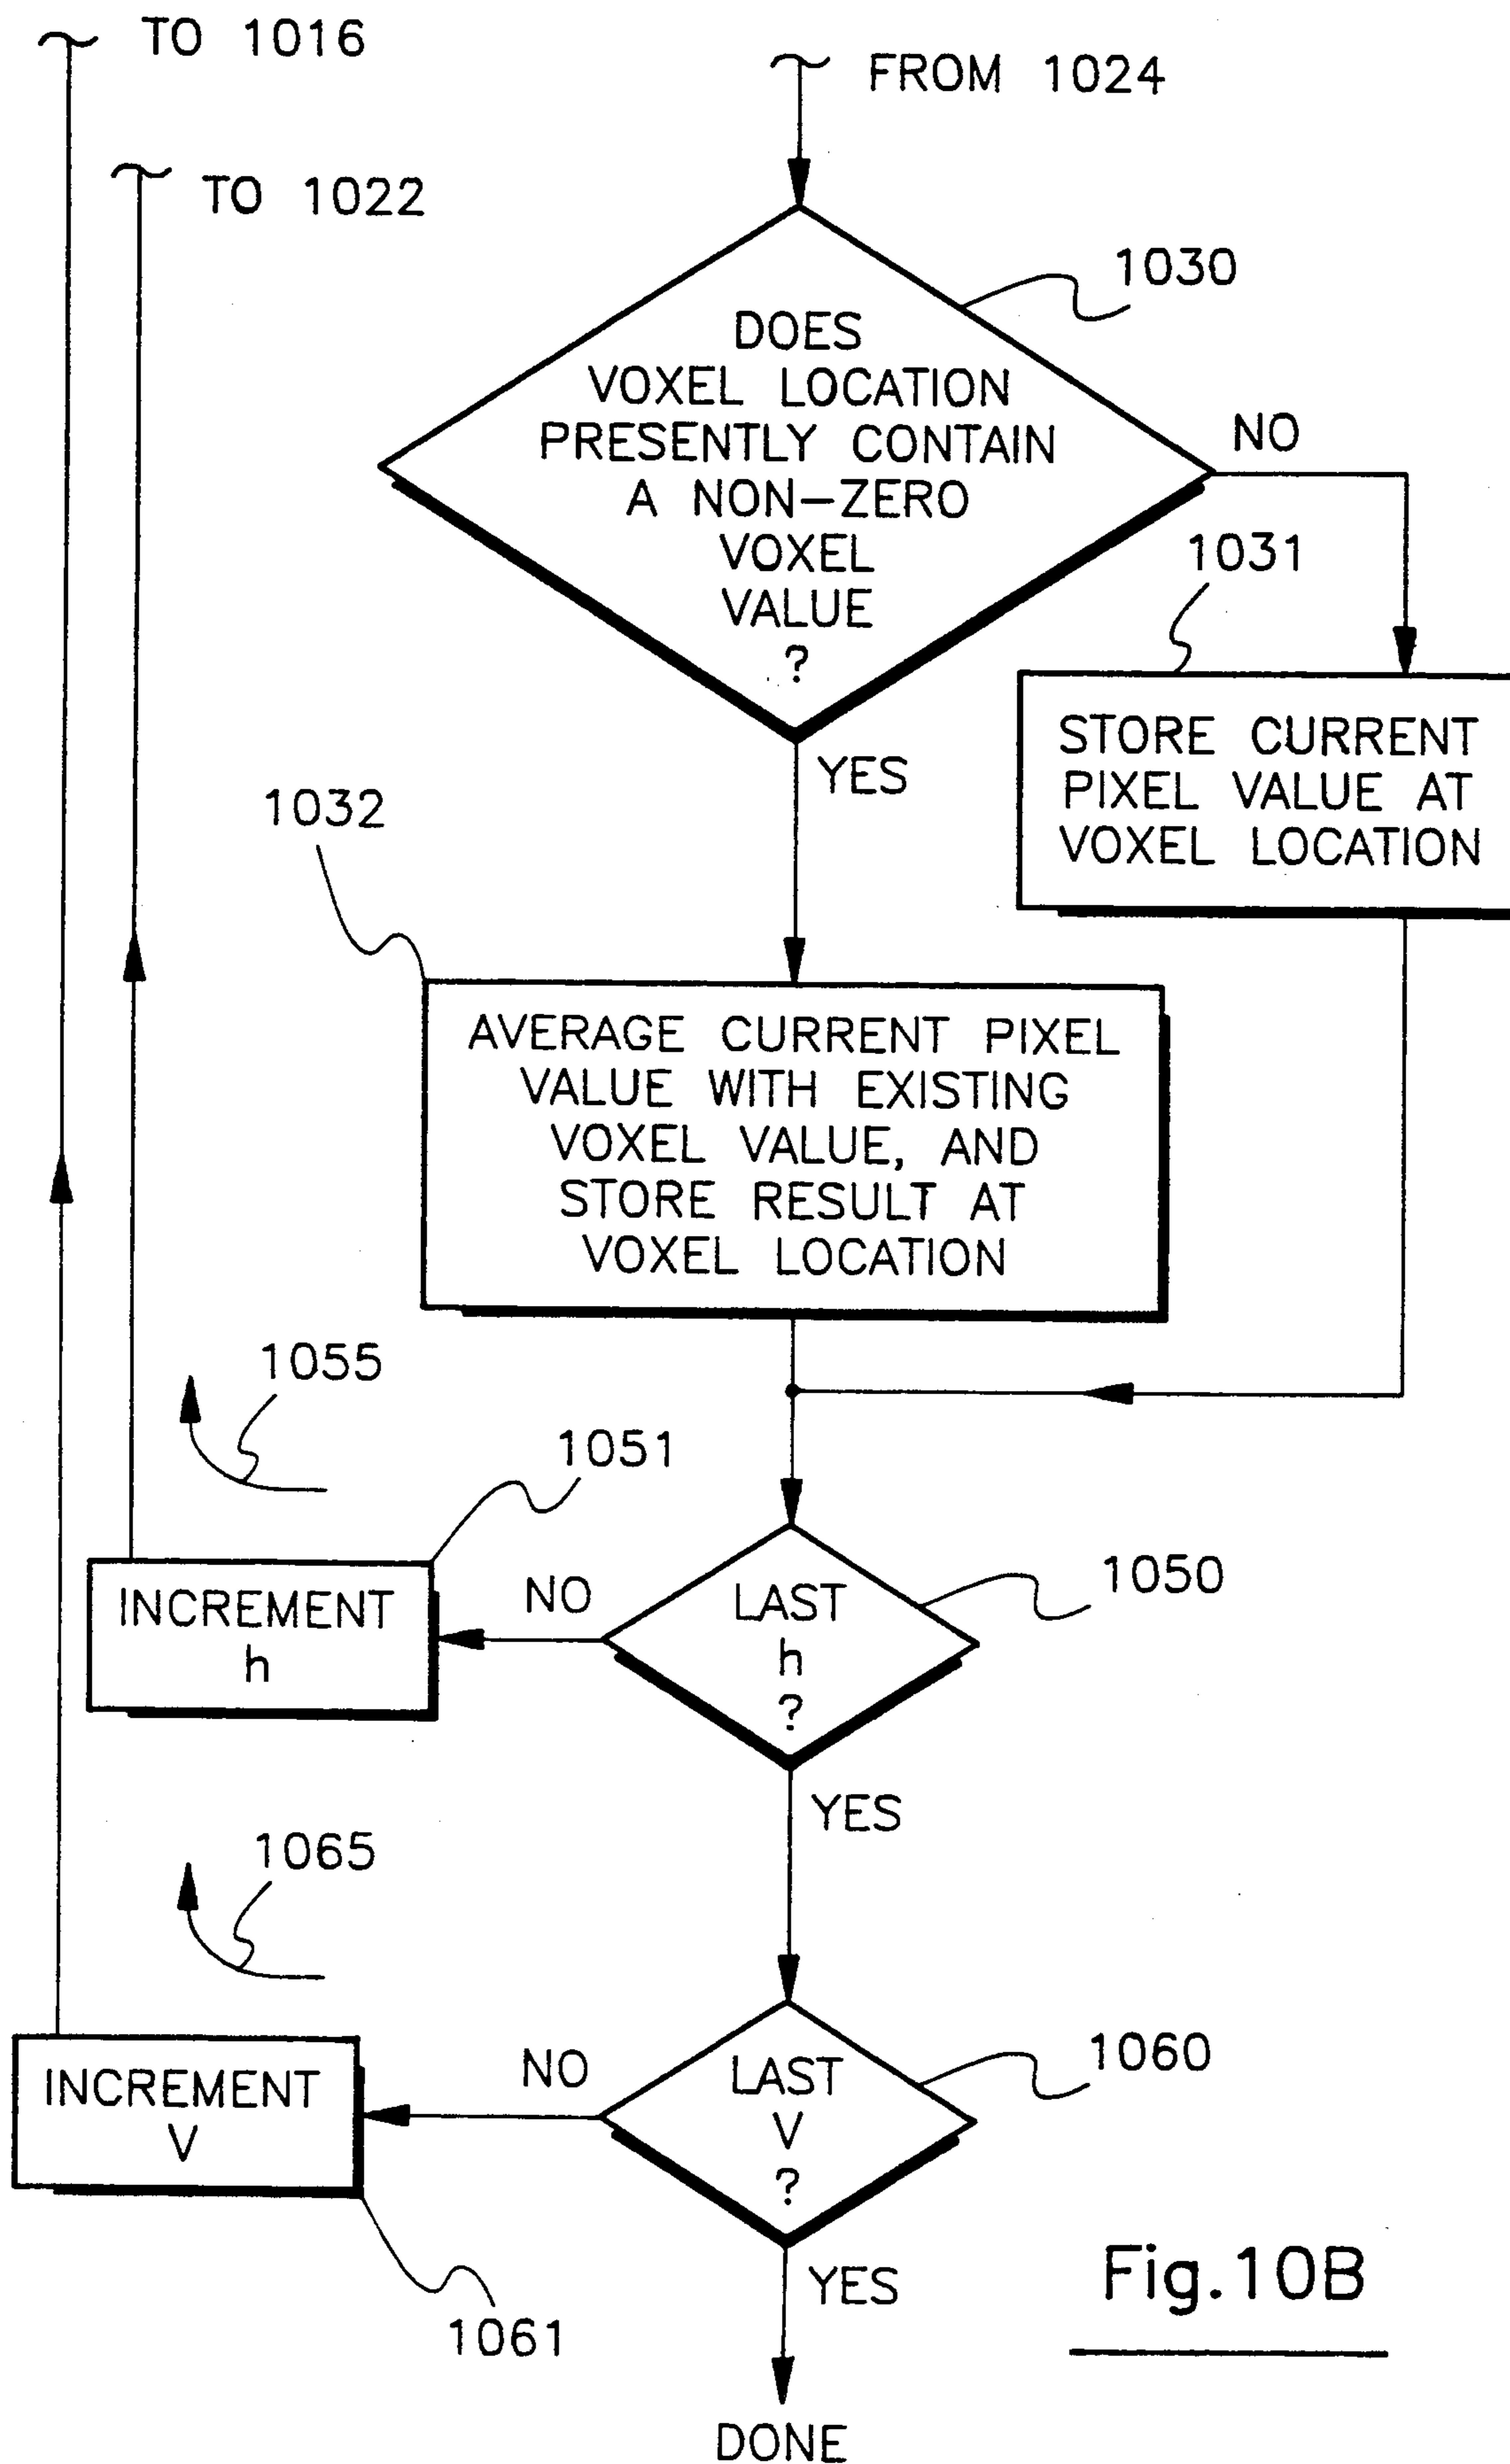 TO 1016
FROM 1024
TO 1022
1030
DOES
VOXEL LOCATION
PRESENTLY CONTAIN
A NON-ZERO
VOXEL
VALUE
?
NO
1031
STORE CURRENT
PIXEL VALUE AT
VOXEL LOCATION
YES
1032
AVERAGE CURRENT PIXEL
VALUE WITH EXISTING
VOXEL VALUE, AND
STORE RESULT AT
VOXEL LOCATION
1055
1051
INCREMENT
h
NO
LAST
h
?
1050
YES
1065
INCREMENT
V
NO
LAST
V
?
1060
1061
YES
DONE
Fig.10B